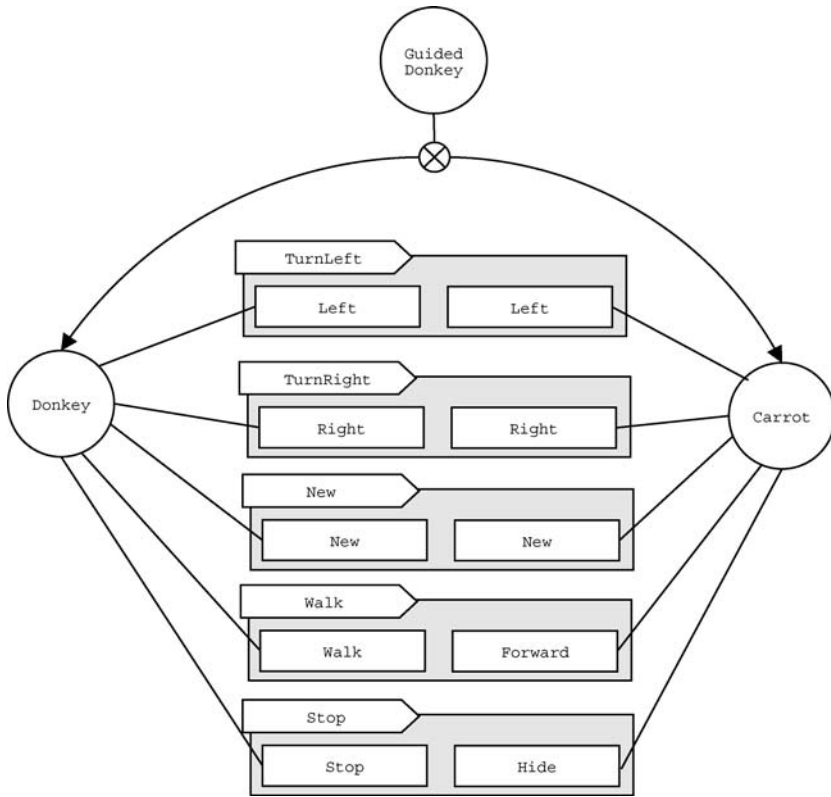 Guided
Donkey
TurnLeft
Left Left
TurnRight
Donkey
Right Right
Carrot
New
New New
Walk
Walk Forward
Stop
Stop Hide